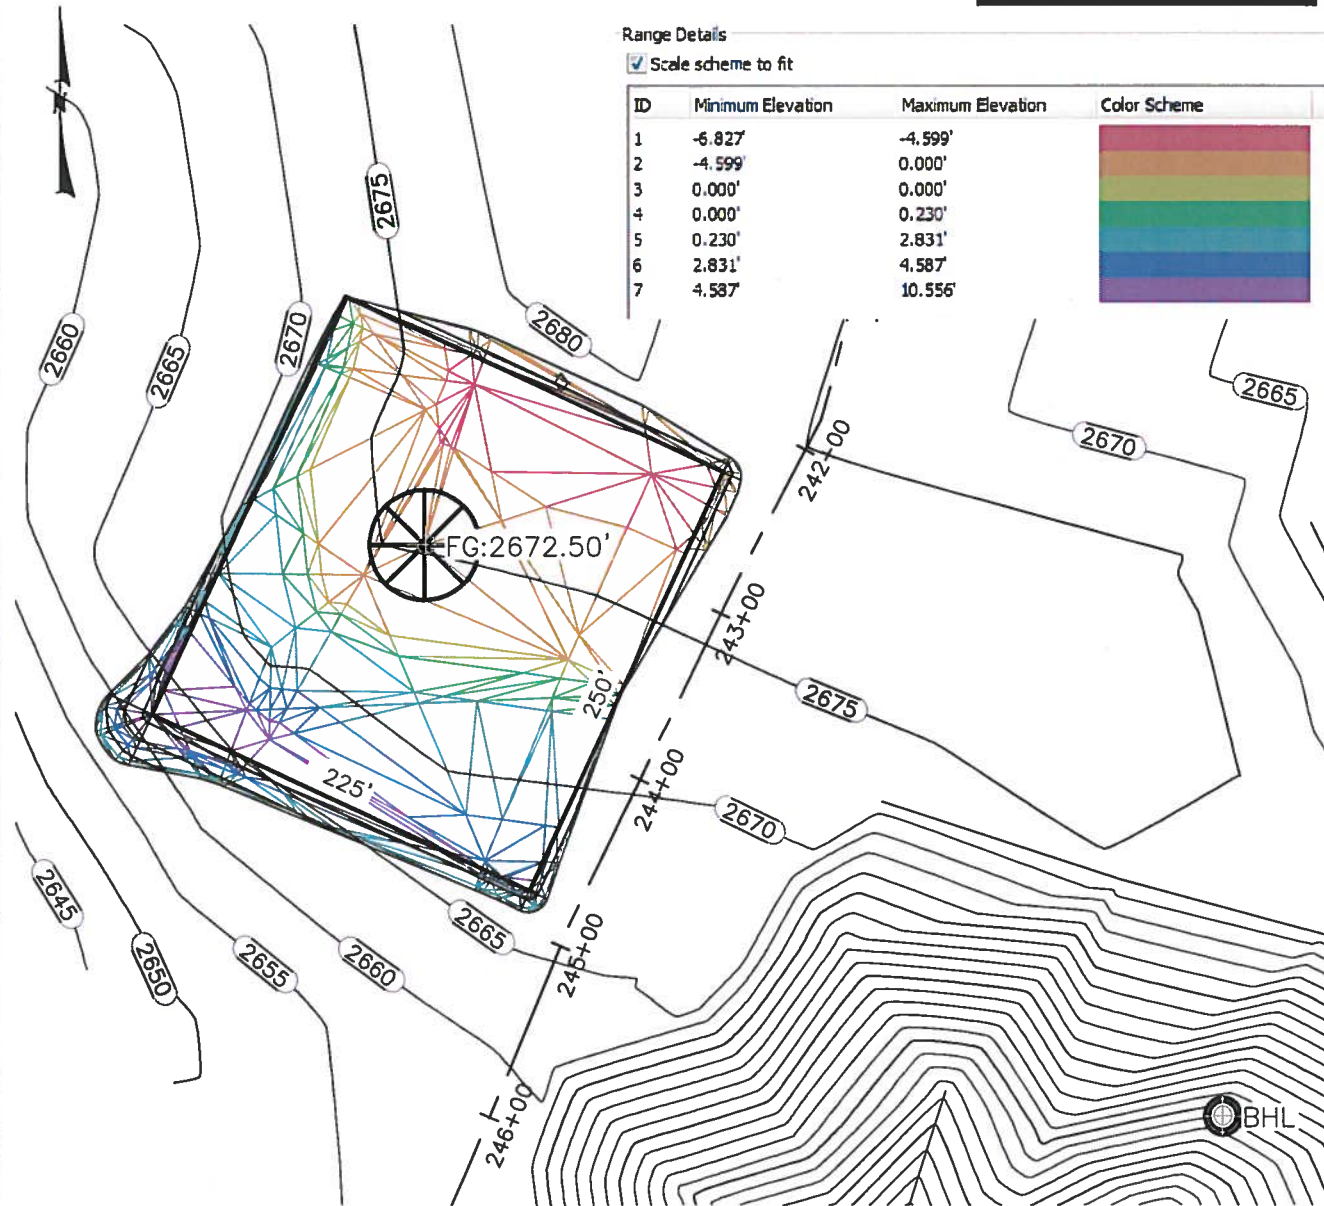 Range Details
Scale scheme to fit
ID Minimum Elevation Maximum Elevation Color Scheme
1 -6.827' -4.599'
2 -4.599' 0.000'
3 0.000' 0.000'
4 0.000' 0.230'
5 0.230' 2.831'
6 2.831' 4.587'
7 4.587' 10.556'
N
2675
2680
2660
2665
2670
2665
2670
242+00
FG:2672.50'
243+00
250'
2675
225'
244+00
2670
2645
2650
2655
2660
2665
245+00
246+00
BHL